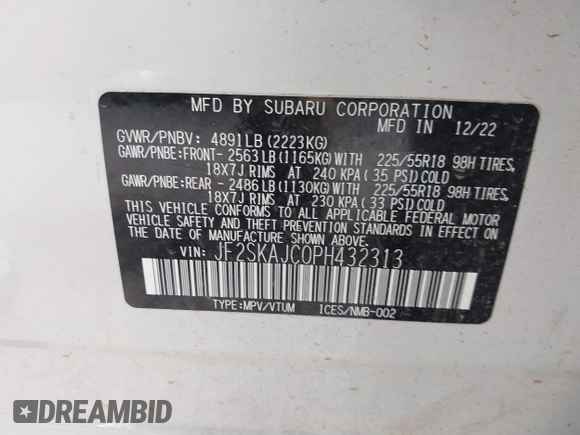 MFD BY SUBARU CORPORATION
MFD IN 12/22
GVWR/PNBV: 4891LB(2223KG)
GAWR/PNBE:FRONT- 2563LB(1165KG)WITH 225/55R18 98H TIRES,
18X7J RIMS AT 240 KPA(35 PSI)COLD
GAWR/PNBE:REAR - 2486LB(1130KG)WITH 225/55R18 98H TIRES,
18X7J RIMS AT 230 KPA(33 PSI)COLD
THIS VEHICLE CONFORMS TO ALL APPLICABLE FEDERAL MOTOR
VEHICLE SAFETY AND THEFT PREVENTION STANDARDS IN EFFECT
ON THE DATE OF MANUFACTURE SHOWN ABOVE.
VIN: JF2SKAJC0PH432313
TYPE:MPV/VTUM ICES/NMB-002
DREAMBID